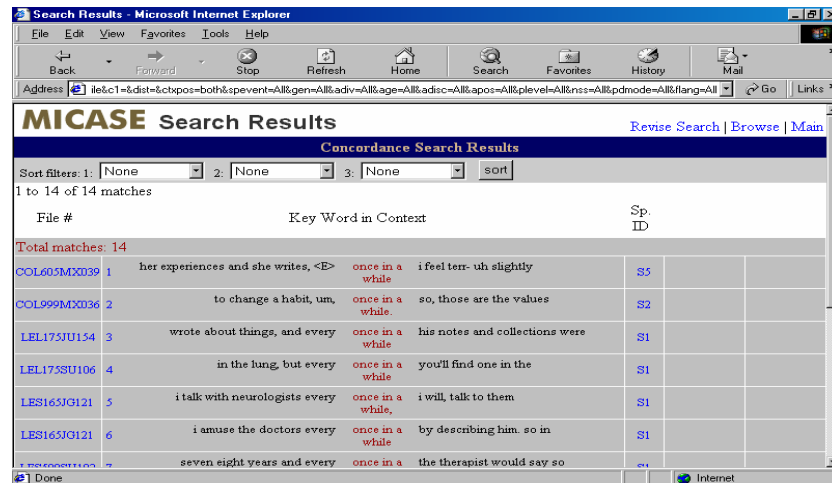 Search Results - Microsoft Internet Explorer
File Edit View Favorites Tools Help
Back Forward Stop Refresh Home Search Favorites History Mail
Address ile&c1=&dist=&ctxpos=both&spevent=All&gen=All&adiv=All&age=All&adisc=All&apos=All&plevel=All&nss=All&pdmode=All&flang=All Go Links
MICASE Search Results
Revise Search | Browse | Main
Concordance Search Results
Sort filters: 1: None 2: None 3: None sort
1 to 14 of 14 matches
File # Key Word in Context Sp. ID
Total matches: 14
COL605MX039 1 her experiences and she writes, <E> once in a while i feel terr- uh slightly S5
COL999MX036 2 to change a habit, um, once in a while. so, those are the values S2
LEL175JU154 3 wrote about things, and every once in a while his notes and collections were S1
LEL175SU106 4 in the lung, but every once in a while you'll find one in the S1
LES165JG121 5 i talk with neurologists every once in a while, i will, talk to them S1
LES165JG121 6 i amuse the doctors every once in a while by describing him. so in S1
7 seven eight years and every once in a the therapist would say so S1
Done Internet